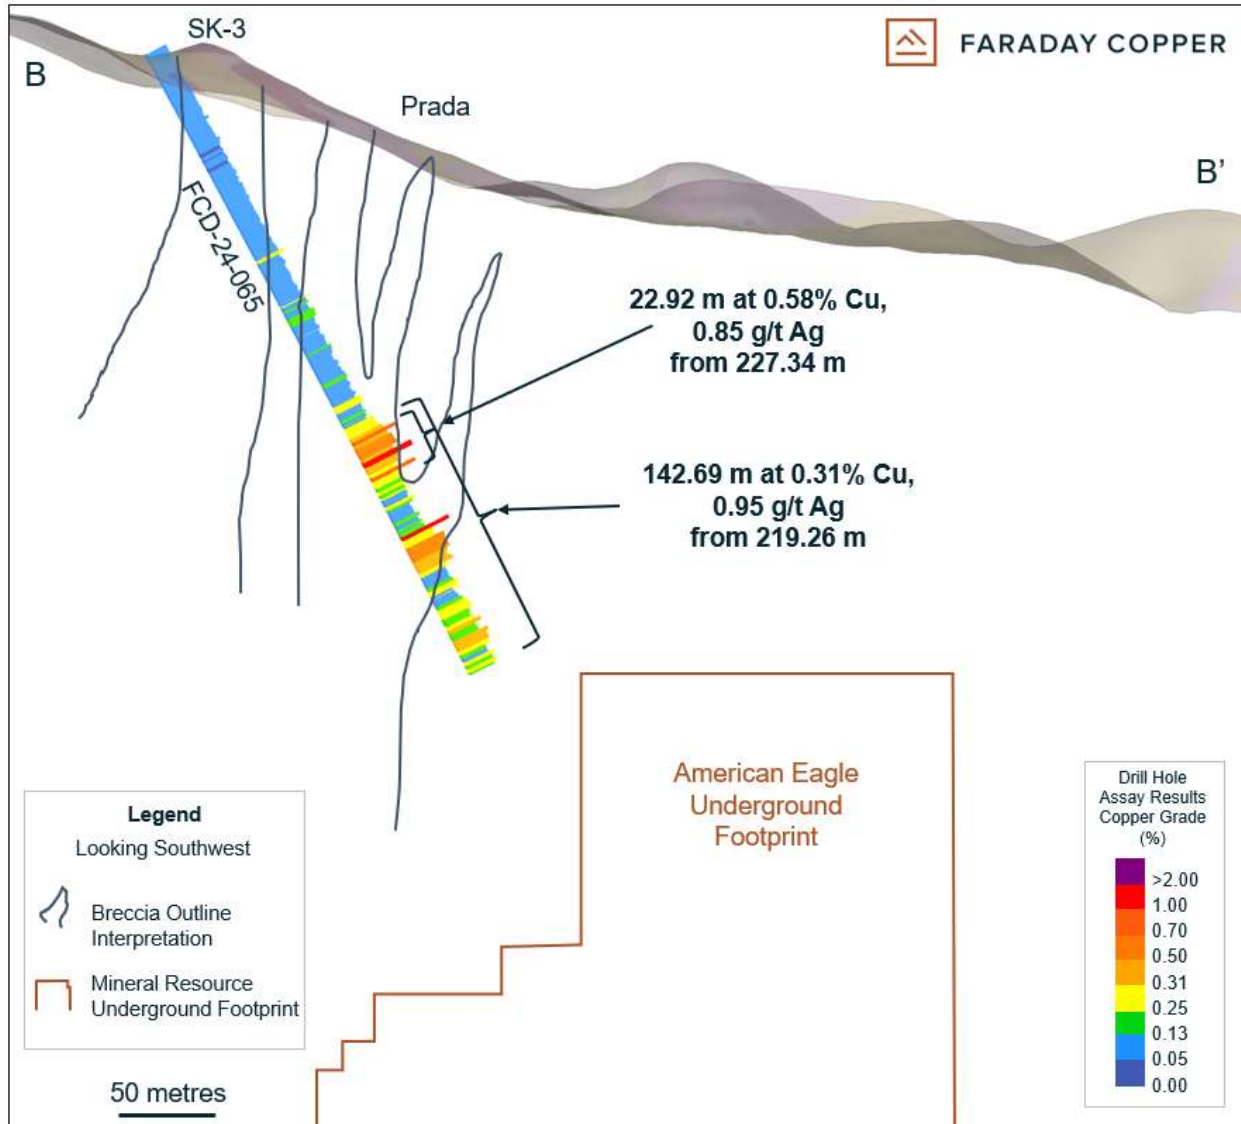 SK-3
FARADAY COPPER
B
Prada
B'
FCD-24-065
22.92 m at 0.58% Cu,
0.85 g/t Ag
from 227.34 m
142.69 m at 0.31% Cu,
0.95 g/t Ag
from 219.26 m
American Eagle
Underground
Footprint
Legend
Looking Southwest
Breccia Outline
Interpretation
Mineral Resource
Underground Footprint
50 metres
Drill Hole
Assay Results
Copper Grade
(%)
>2.00
1.00
0.70
0.50
0.31
0.25
0.13
0.05
0.00